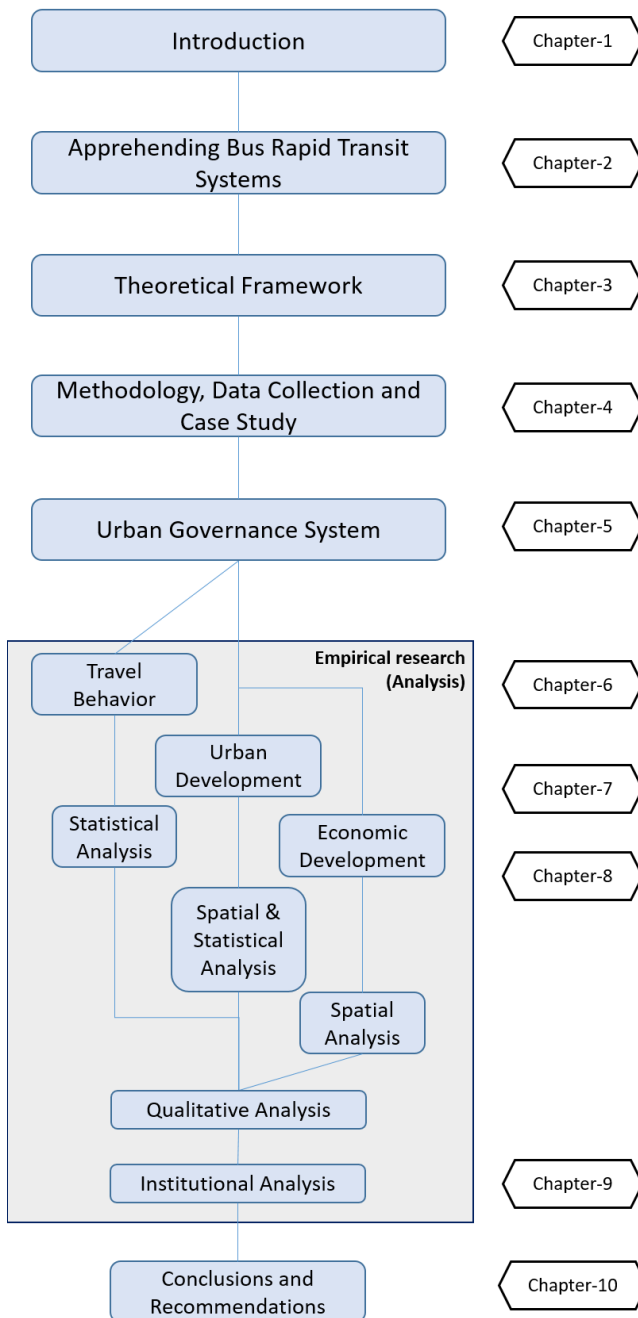 Introduction
Chapter-1
Apprehending Bus Rapid Transit
Systems
Chapter-2
Theoretical Framework
Chapter-3
Methodology, Data Collection and
Case Study
Chapter-4
Urban Governance System
Chapter-5
Empirical research
(Analysis)
Travel
Behavior
Chapter-6
Urban
Development
Chapter-7
Statistical
Analysis
Economic
Development
Chapter-8
Spatial &
Statistical
Analysis
Spatial
Analysis
Qualitative Analysis
Institutional Analysis
Chapter-9
Conclusions and
Recommendations
Chapter-10